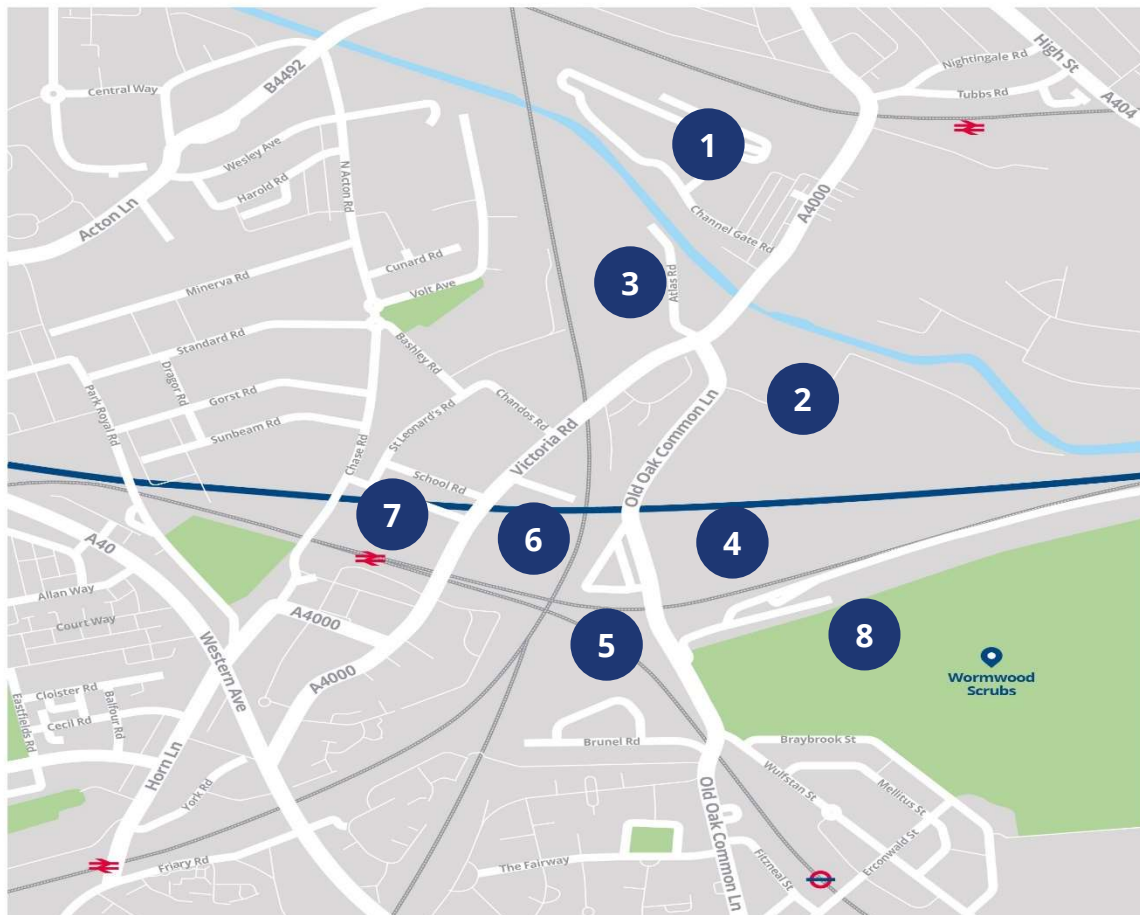 High St
Nightingale Rd
Tubbs Rd
A404
B4492
Central Way
Wesley Ave
Harold Rd
N Acton Rd
Acton Ln
1
A4000
Channel Gate Rd
Cunard Rd
Volt Ave
3
Atlas Rd
Minerva Rd
Standard Rd
Bashley Rd
Dragor Rd
Park Royal Rd
Gorst Rd
Sunbeam Rd
St Leonard's Rd
Chandos Rd
2
Old Oak Common Ln
Victoria Rd
Chase Rd
School Rd
7
6
4
A40
Allan Way
Court Way
A4000
Western Ave
5
8
Wormwood
Scrubs
A4000
Cloister Rd
Cecil Rd
Balfour Rd
Eastfields Rd
Horn Ln
York Rd
Friary Rd
Brunel Rd
Braybrook St
Wulfstan St
Mellitus St
Old Oak Common Ln
The Fairway
Fitzneal St
Erconwald St